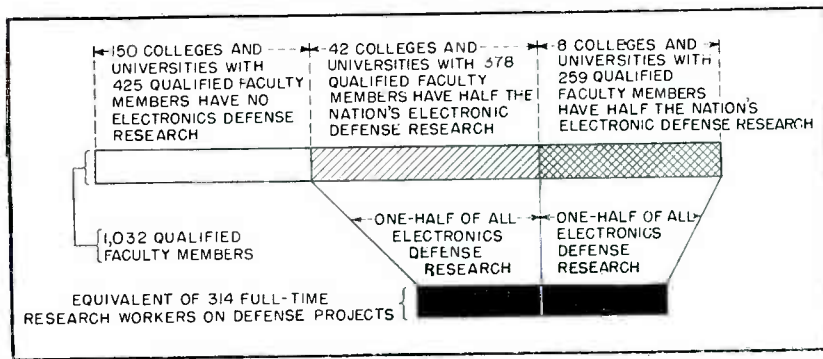 150 COLLEGES AND
UNIVERSITIES WITH
425 QUALIFIED FACULTY
MEMBERS HAVE NO
ELECTRONICS DEFENSE
RESEARCH
42 COLLEGES AND
UNIVERSITIES WITH 378
QUALIFIED FACULTY
MEMBERS HAVE HALF THE
NATION'S ELECTRONIC
DEFENSE RESEARCH
8 COLLEGES AND
UNIVERSITIES WITH
259 QUALIFIED
FACULTY MEMBERS
HAVE HALF THE NATION'S
ELECTRONIC DEFENSE RESEARCH
1,032 QUALIFIED
FACULTY MEMBERS
ONE-HALF OF ALL
ELECTRONICS
DEFENSE
RESEARCH
ONE-HALF OF ALL
ELECTRONICS
DEFENSE
RESEARCH
EQUIVALENT OF 314 FULL-TIME
RESEARCH WORKERS ON DEFENSE PROJECTS